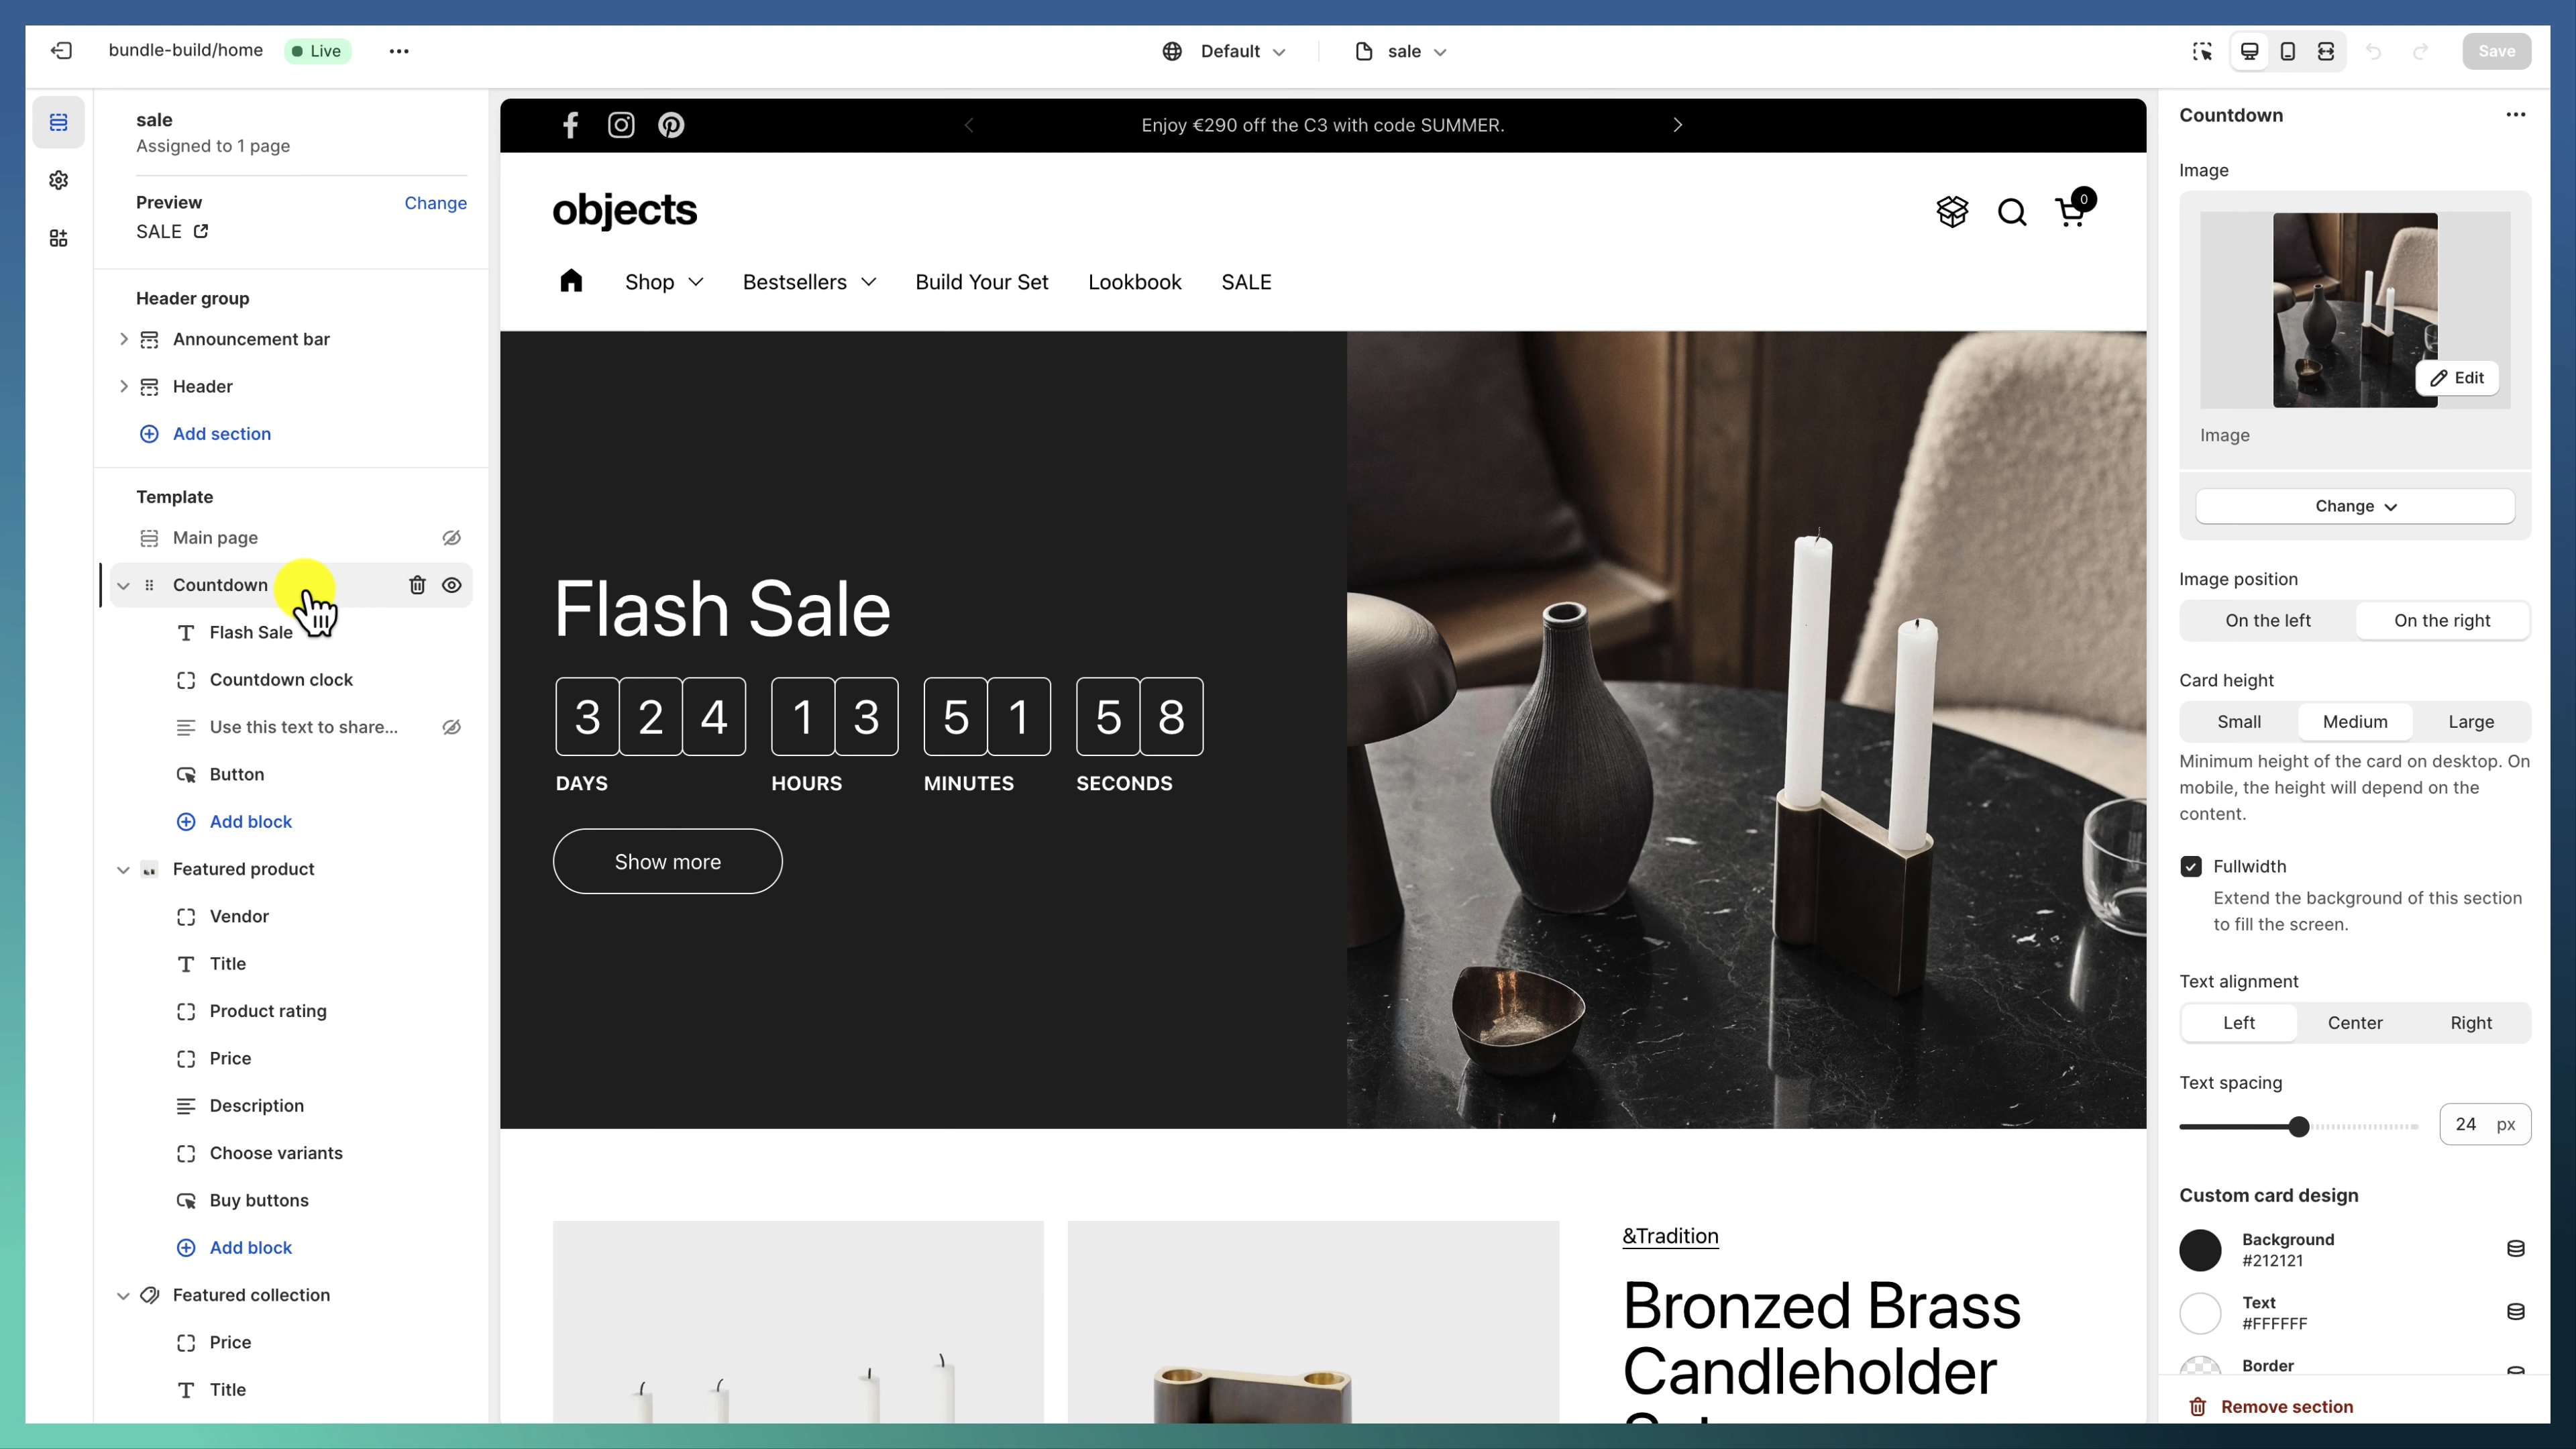 bundle-build/home
Live
Default
sale
Save
sale
Assigned to 1 page
Preview
Change
SALE
Header group
Announcement bar
Header
Add section
Template
Main page
Countdown
Flash Sale
Countdown clock
Use this text to share...
Button
Add block
Featured product
Vendor
Title
Product rating
Price
Description
Choose variants
Buy buttons
Add block
Featured collection
Price
Title
Enjoy €290 off the C3 with code SUMMER.
objects
0
Shop
Bestsellers
Build Your Set
Lookbook
SALE
Flash Sale
3 2 4 1 3 5 1 5 8
DAYS HOURS MINUTES SECONDS
Show more
&Tradition
Bronzed Brass
Candleholder
Countdown
Image
Edit
Image
Change
Image position
On the left
On the right
Card height
Small
Medium
Large
Minimum height of the card on desktop. On
mobile, the height will depend on the
content.
Fullwidth
Extend the background of this section
to fill the screen.
Text alignment
Left
Center
Right
Text spacing
24 px
Custom card design
Background
#212121
Text
#FFFFFF
Border
Remove section